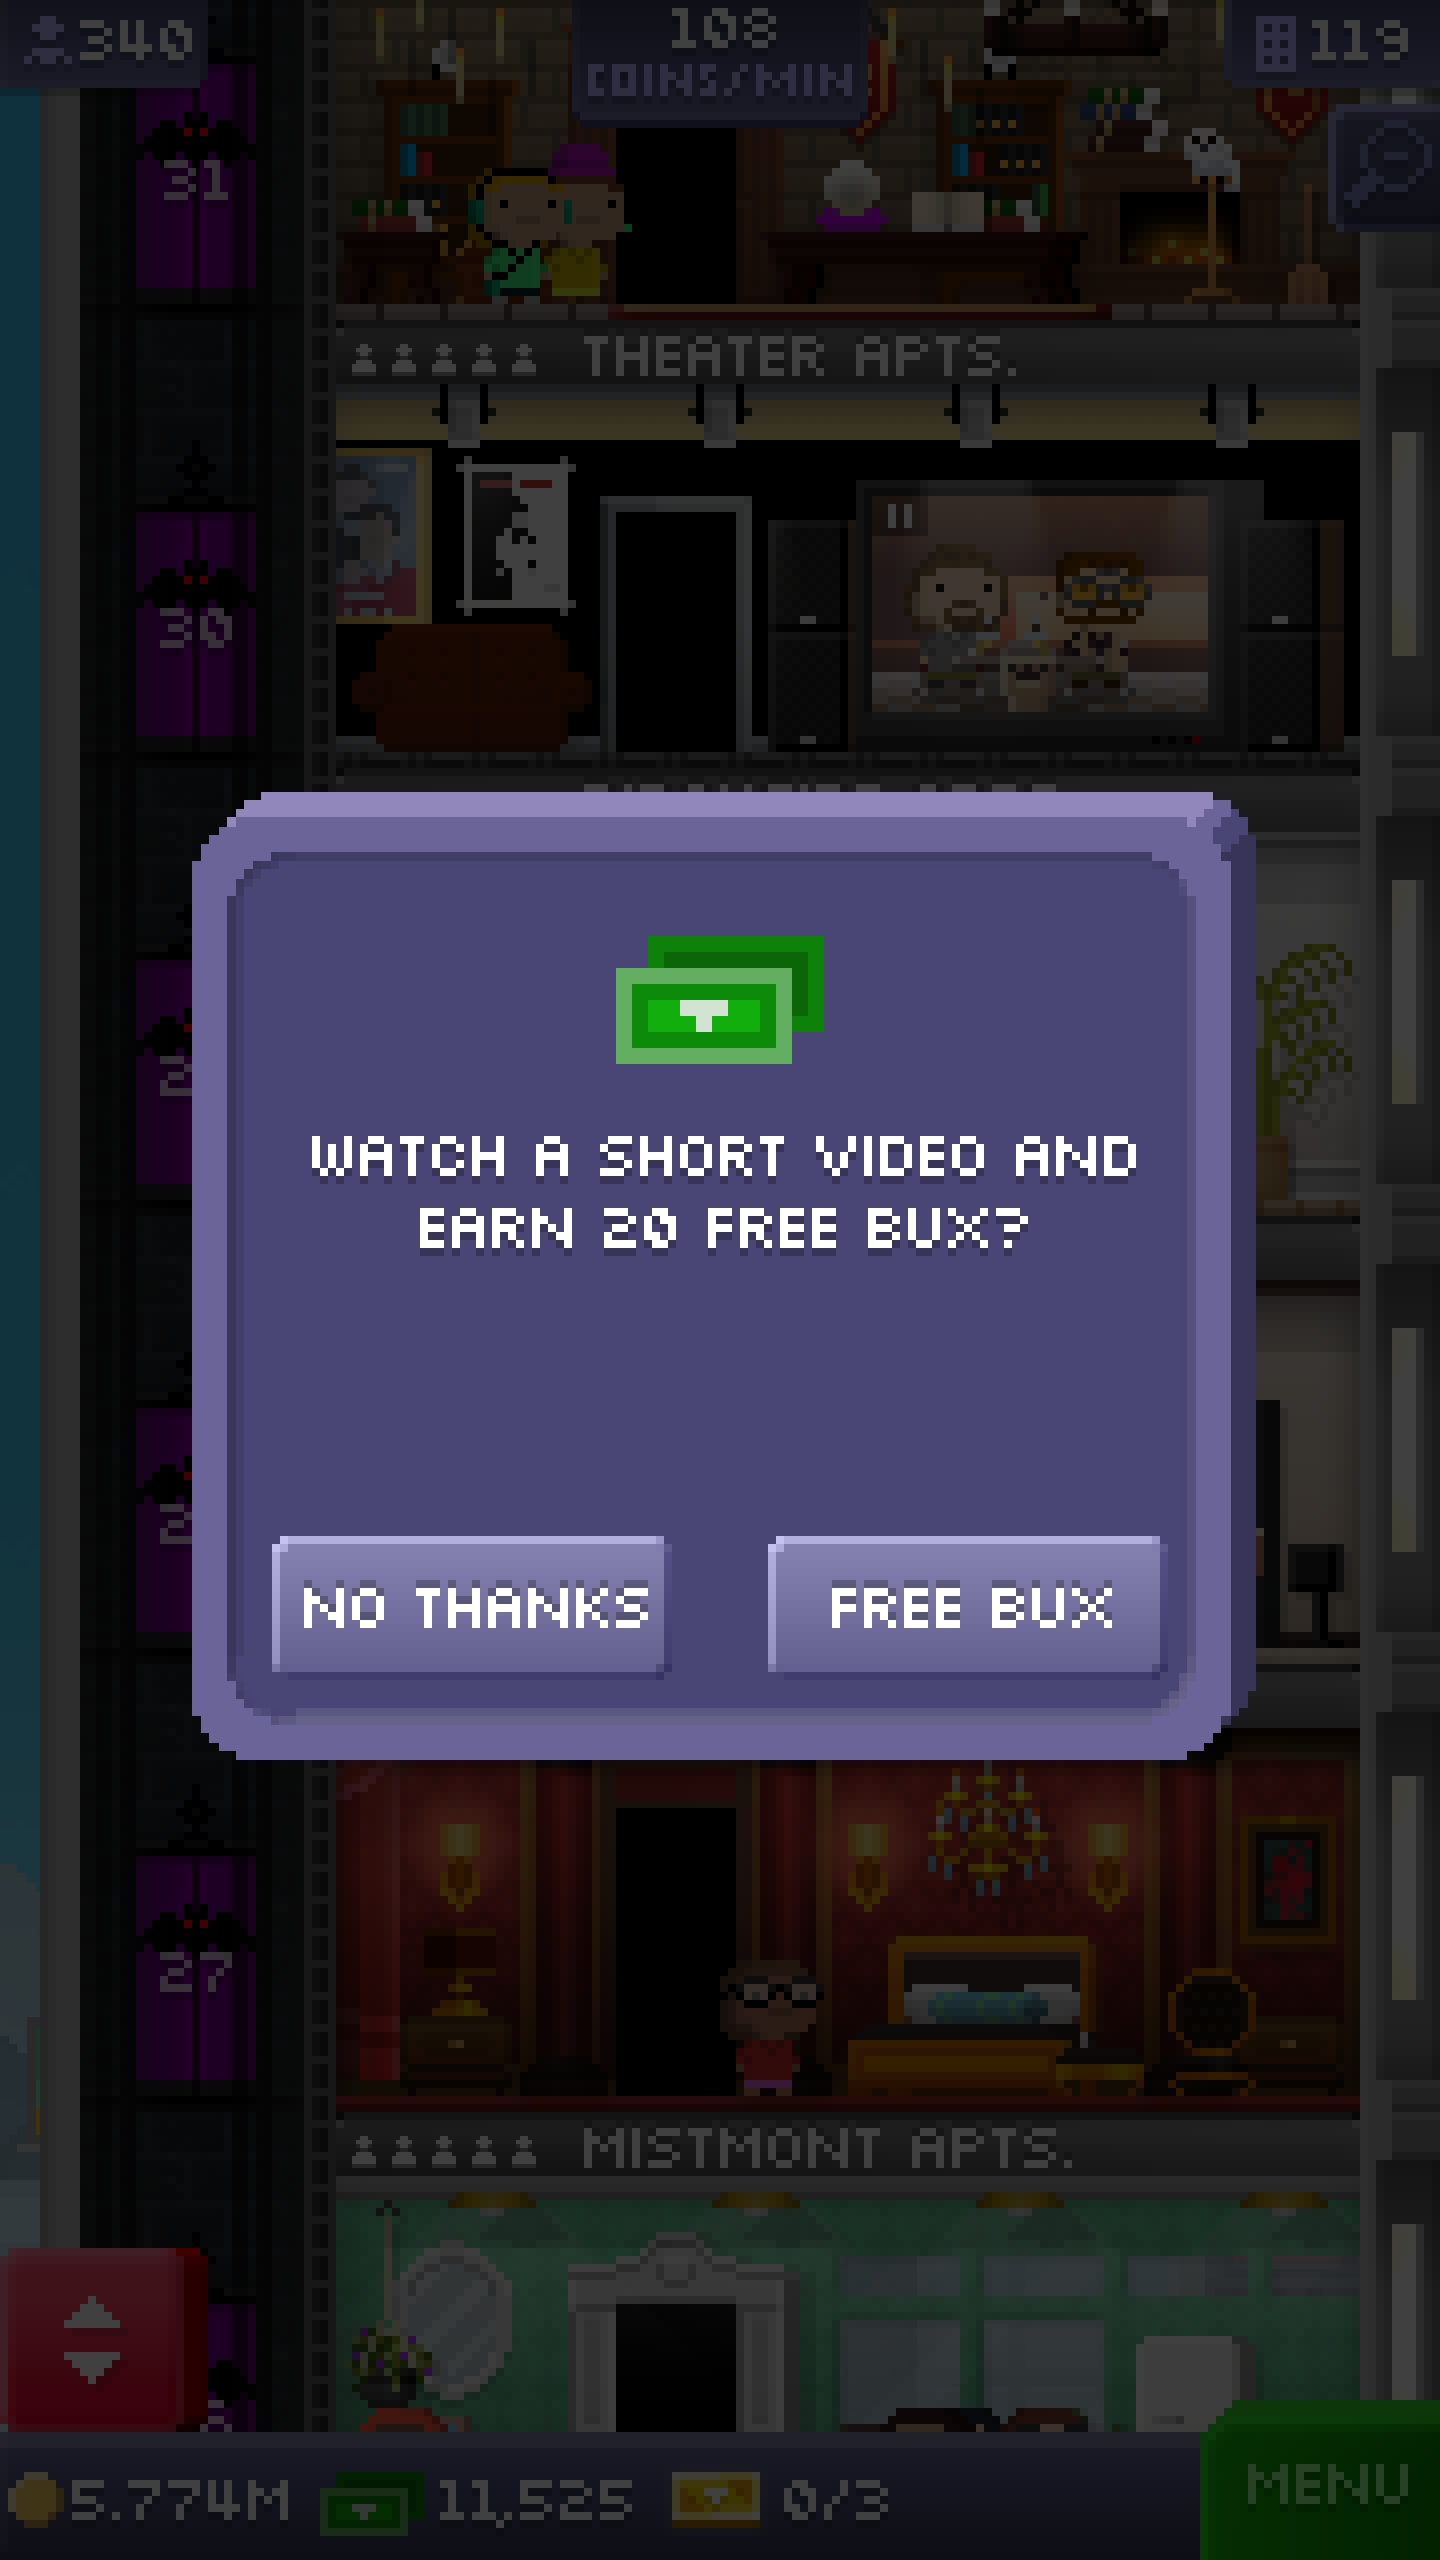 340
108
COINS/MIN
119
31
THEATER APTS.
30
WATCH A SHORT VIDEO AND
EARN 20 FREE BUX?
NO THANKS
FREE BUX
27
MISTMONT APTS.
5.774M
11,525
0/3
MENU